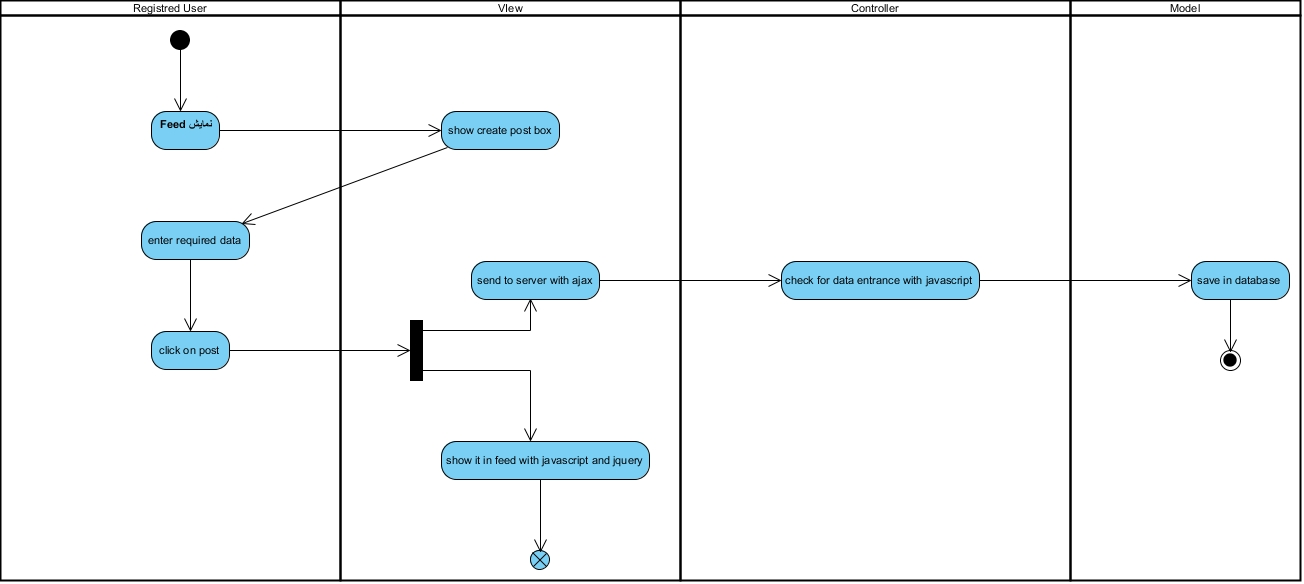 Registred User
VIew
Controller
Model
نمایش Feed
show create post box
enter required data
send to server with ajax
check for data entrance with javascript
save in database
click on post
show it in feed with javascript and jquery